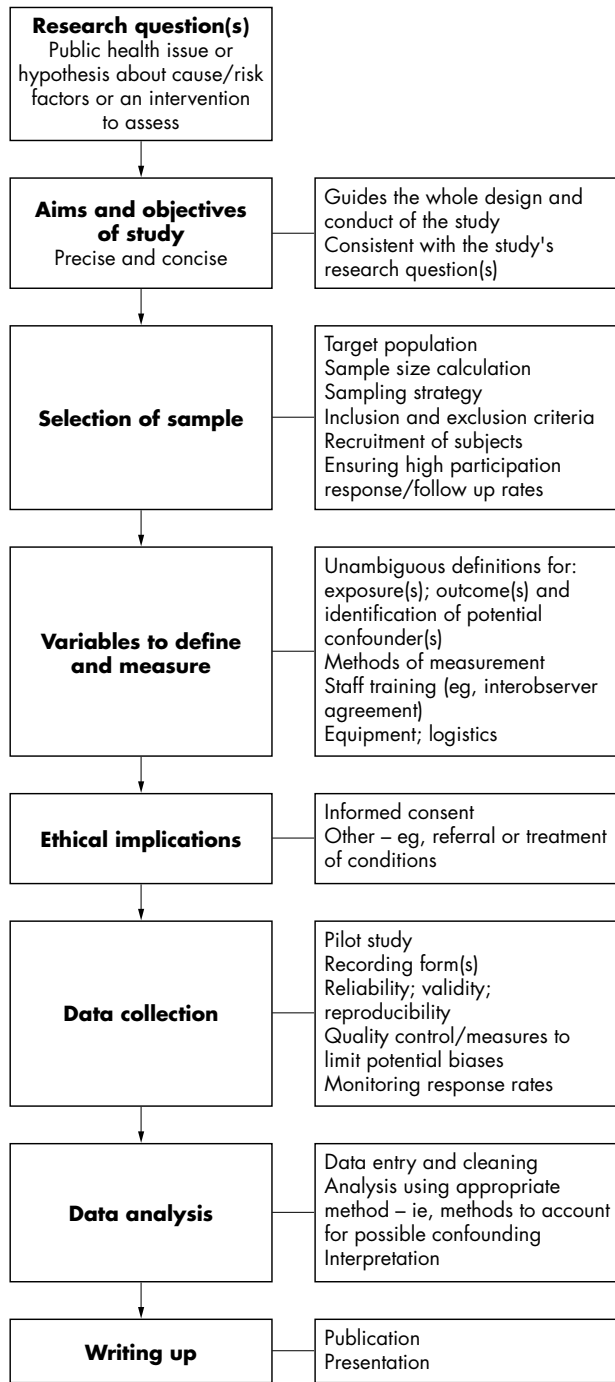 Research question(s)
Public health issue or
hypothesis about cause/risk
factors or an intervention
to assess
Aims and objectives
of study
Precise and concise
Guides the whole design and
conduct of the study
Consistent with the study's
research question(s)
Selection of sample
Target population
Sample size calculation
Sampling strategy
Inclusion and exclusion criteria
Recruitment of subjects
Ensuring high participation
response/follow up rates
Variables to define
and measure
Unambiguous definitions for:
exposure(s); outcome(s) and
identification of potential
confounder(s)
Methods of measurement
Staff training (eg, interobserver
agreement)
Equipment; logistics
Ethical implications
Informed consent
Other – eg, referral or treatment
of conditions
Data collection
Pilot study
Recording form(s)
Reliability; validity;
reproducibility
Quality control/measures to
limit potential biases
Monitoring response rates
Data analysis
Data entry and cleaning
Analysis using appropriate
method – ie, methods to account
for possible confounding
Interpretation
Writing up
Publication
Presentation